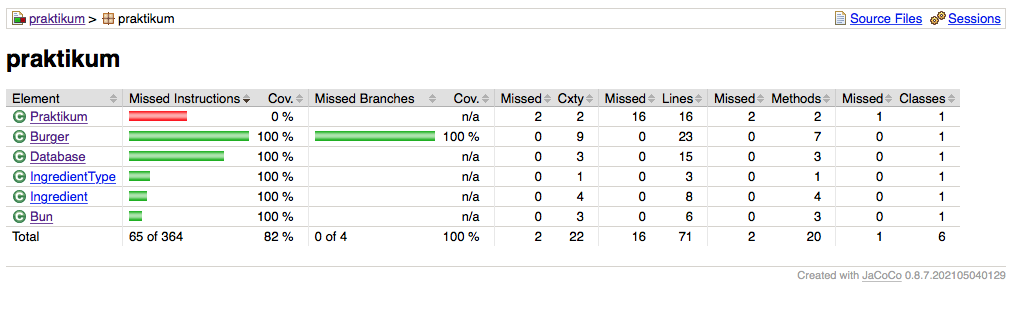 praktikum > praktikum Source Files Sessions
praktikum
Element Missed Instructions Cov. Missed Branches Cov. Missed Cxty Missed Lines Missed Methods Missed Classes
Praktikum 0 % n/a 2 2 16 16 2 2 1 1
Burger 100 % 100 % 0 9 0 23 0 7 0 1
Database 100 % n/a 0 3 0 15 0 3 0 1
IngredientType 100 % n/a 0 1 0 3 0 1 0 1
Ingredient 100 % n/a 0 4 0 8 0 4 0 1
Bun 100 % n/a 0 3 0 6 0 3 0 1
Total 65 of 364 82 % 0 of 4 100 % 2 22 16 71 2 20 1 6
Created with JaCoCo 0.8.7.202105040129